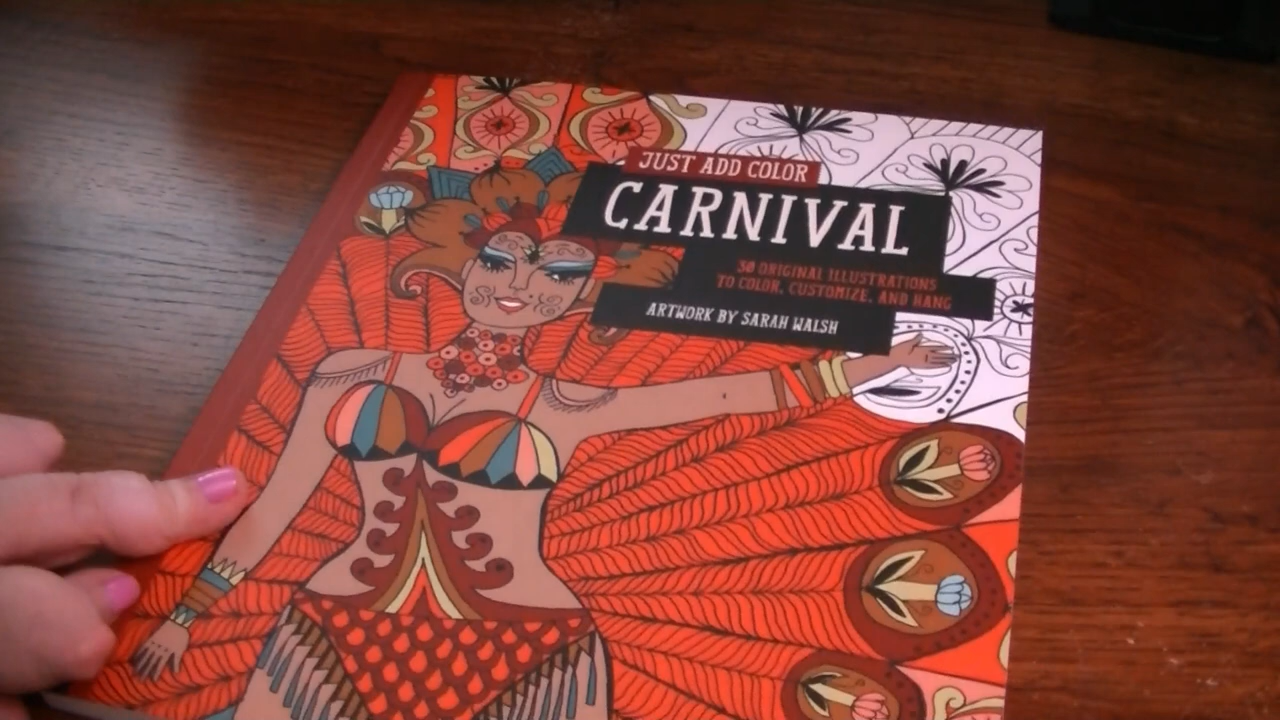 JUST ADD COLOR
CARNIVAL
30 ORIGINAL ILLUSTRATIONS
TO COLOR, CUSTOMIZE, AND HANG
ARTWORK BY SARAH WALSH